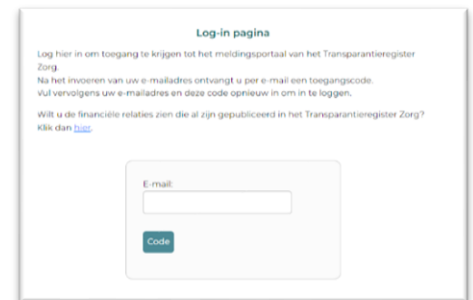 Log-in pagina
Log hier in om toegang te krijgen tot het meldingsportaal van het Transparantieregister
Zorg.
Na het invoeren van uw e-mailadres ontvangt u per e-mail een toegangscode.
Vul vervolgens uw e-mailadres en deze code opnieuw in om in te loggen.
Wilt u de financiële relaties zien die al zijn gepubliceerd in het Transparantieregister Zorg?
Klik dan hier.
E-mail:
Code